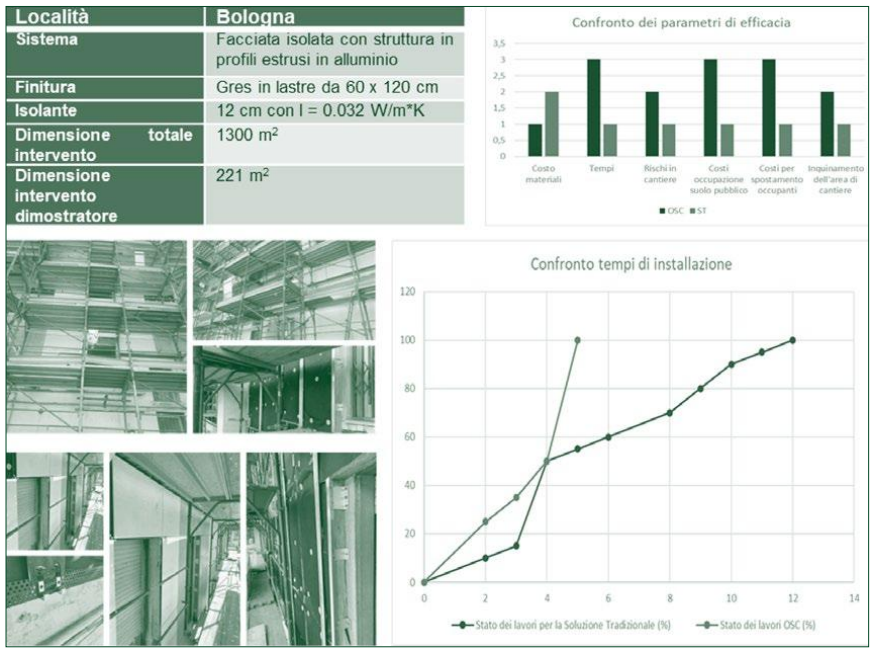 Località Bologna
Sistema Facciata isolata con struttura in
profili estrusi in alluminio
Finitura Gres in lastre da 60 x 120 cm
Isolante 12 cm con l = 0.032 W/m*K
Dimensione totale 1300 m²
intervento
Dimensione 221 m²
intervento
dimostratore
Confronto dei parametri di efficacia
3,5
3
2,5
2
1,5
1
0,5
0
Costo Tempi Rischi in Costi Costi per Inquinamento
materiali cantiere occupazione spostamento dell'area di
suolo pubblico occupanti cantiere
OSC ST
Confronto tempi di installazione
120
100
80
60
40
20
0
0 2 4 6 8 10 12 14
Stato dei lavori per la Soluzione Tradizionale (%) Stato dei lavori OSC (%)